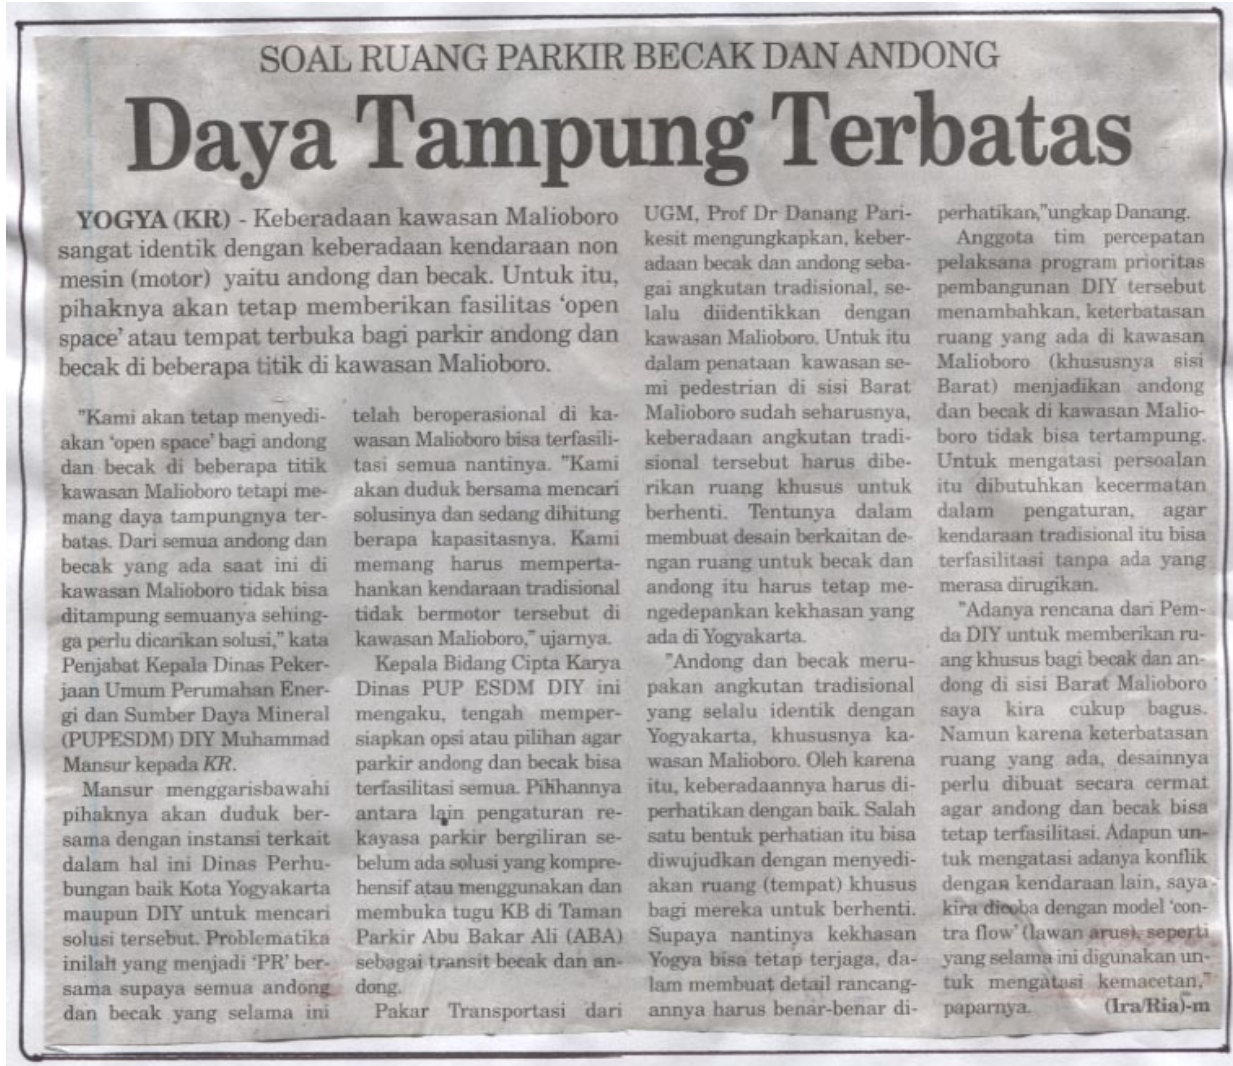 SOAL RUANG PARKIR BECAK DAN ANDONG
Daya Tampung Terbatas
YOGYA (KR) - Keberadaan kawasan Malioboro
sangat identik dengan keberadaan kendaraan non
mesin (motor) yaitu andong dan becak. Untuk itu,
pihaknya akan tetap memberikan fasilitas 'open
space' atau tempat terbuka bagi parkir andong dan
becak di beberapa titik di kawasan Malioboro.
"Kami akan tetap menyedi-
akan 'open space' bagi andong
dan becak di beberapa titik
kawasan Malioboro tetapi me-
mang daya tampungnya ter-
batas. Dari semua andong dan
becak yang ada saat ini di
kawasan Malioboro tidak bisa
ditampung semuanya sehing-
ga perlu dicarikan solusi," kata
Penjabat Kepala Dinas Peker-
jaan Umum Perumahan Ener-
gi dan Sumber Daya Mineral
(PUPESDM) DIY Muhammad
Mansur kepada KR.
Mansur menggarisbawahi
pihaknya akan duduk ber-
sama dengan instansi terkait
dalam hal ini Dinas Perhu-
bungan baik Kota Yogyakarta
maupun DIY untuk mencari
solusi tersebut. Problematika
inilah yang menjadi 'PR' ber-
sama supaya semua andong
dan becak yang selama ini
telah beroperasional di ka-
wasan Malioboro bisa terfasili-
tasi semua nantinya. "Kami
akan duduk bersama mencari
solusinya dan sedang dihitung
berapa kapasitasnya. Kami
memang harus memperta-
hankan kendaraan tradisional
tidak bermotor tersebut di
kawasan Malioboro," ujarnya.
Kepala Bidang Cipta Karya
Dinas PUP ESDM DIY ini
mengaku, tengah memper-
siapkan opsi atau pilihan agar
parkir andong dan becak bisa
terfasilitasi semua. Pilihannya
antara lain pengaturan re-
kayasa parkir bergiliran se-
belum ada solusi yang kompre-
hensif atau menggunakan dan
membuka tugu KB di Taman
Parkir Abu Bakar Ali (ABA)
sebagai transit becak dan an-
dong.
Pakar Transportasi dari
UGM, Prof Dr Danang Pari-
kesit mengungkapkan, keber-
adaan becak dan andong seba-
gai angkutan tradisional, se-
lalu diidentikkan dengan
kawasan Malioboro. Untuk itu
dalam penataan kawasan se-
mi pedestrian di sisi Barat
Malioboro sudah seharusnya,
keberadaan angkutan tradi-
sional tersebut harus dibe-
rikan ruang khusus untuk
berhenti. Tentunya dalam
membuat desain berkaitan de-
ngan ruang untuk becak dan
andong itu harus tetap me-
ngedepankan kekhasan yang
ada di Yogyakarta.
"Andong dan becak meru-
pakan angkutan tradisional
yang selalu identik dengan
Yogyakarta, khususnya ka-
wasan Malioboro. Oleh karena
itu, keberadaannya harus di-
perhatikan dengan baik. Salah
satu bentuk perhatian itu bisa
diwujudkan dengan menyedi-
akan ruang (tempat) khusus
bagi mereka untuk berhenti.
Supaya nantinya kekhasan
Yogya bisa tetap terjaga, da-
lam membuat detail rancang-
annya harus benar-benar di-
perhatikan,"ungkap Danang.
Anggota tim percepatan
pelaksana program prioritas
pembangunan DIY tersebut
menambahkan, keterbatasan
ruang yang ada di kawasan
Malioboro (khususnya sisi
Barat) menjadikan andong
dan becak di kawasan Malio-
boro tidak bisa tertampung.
Untuk mengatasi persoalan
itu dibutuhkan kecermatan
dalam pengaturan, agar
kendaraan tradisional itu bisa
terfasilitasi tanpa ada yang
merasa dirugikan.
"Adanya rencana dari Pem-
da DIY untuk memberikan ru-
ang khusus bagi becak dan an-
dong di sisi Barat Malioboro
saya kira cukup bagus.
Namun karena keterbatasan
ruang yang ada, desainnya
perlu dibuat secara cermat
agar andong dan becak bisa
tetap terfasilitasi. Adapun un-
tuk mengatasi adanya konflik
dengan kendaraan lain, saya
kira dicoba dengan model 'con-
tra flow' (lawan arus), seperti
yang selama ini digunakan un-
tuk mengatasi kemacetan,"
paparnya. (Ira/Ria)-m